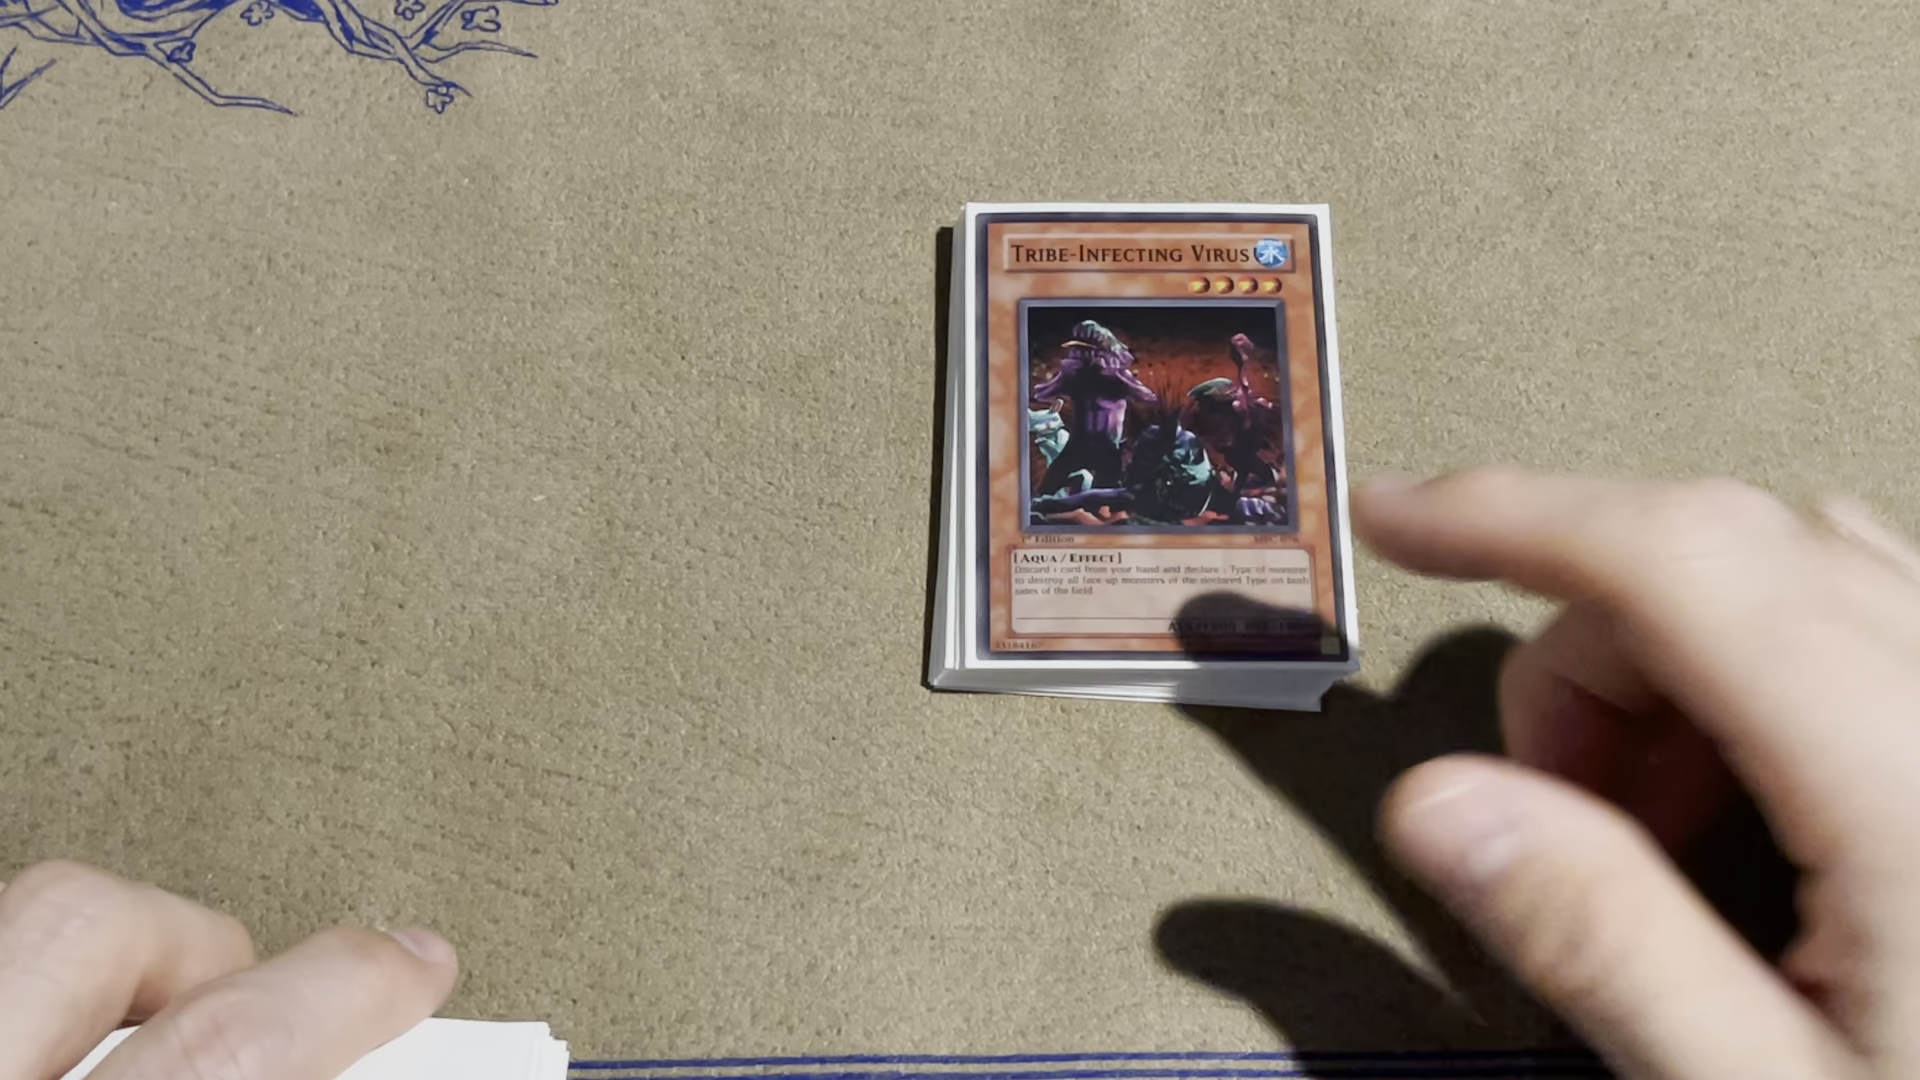 TRIBE-INFECTING VIRUS
水
1st Edition
[AQUA / EFFECT]
Discard 1 card from your hand and declare 1 Type of monster
to destroy all face-up monsters of the declared Type on both
sides of the field.